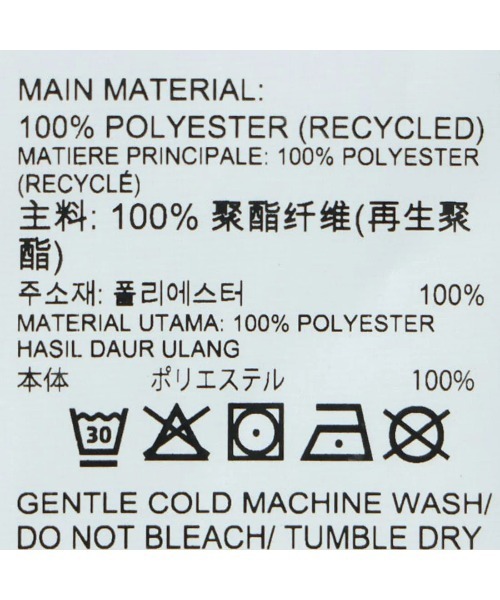 MAIN MATERIAL:
100% POLYESTER (RECYCLED)
MATIERE PRINCIPALE: 100% POLYESTER
(RECYCLÉ)
主料: 100% 聚酯纤维(再生聚
酯)
주소재: 폴리에스터 100%
MATERIAL UTAMA: 100% POLYESTER
HASIL DAUR ULANG
本体 ポリエステル 100%
30
GENTLE COLD MACHINE WASH/
DO NOT BLEACH/ TUMBLE DRY